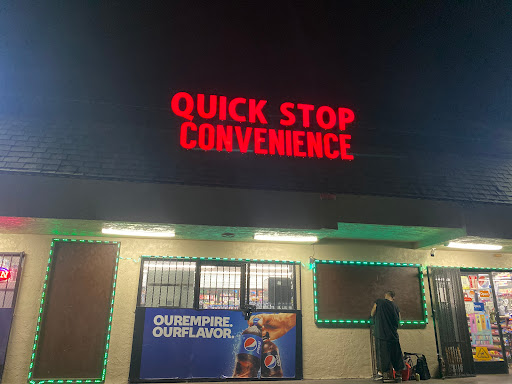 QUICK STOP
CONVENIENCE
OUREMPIRE.
OURFLAVOR.